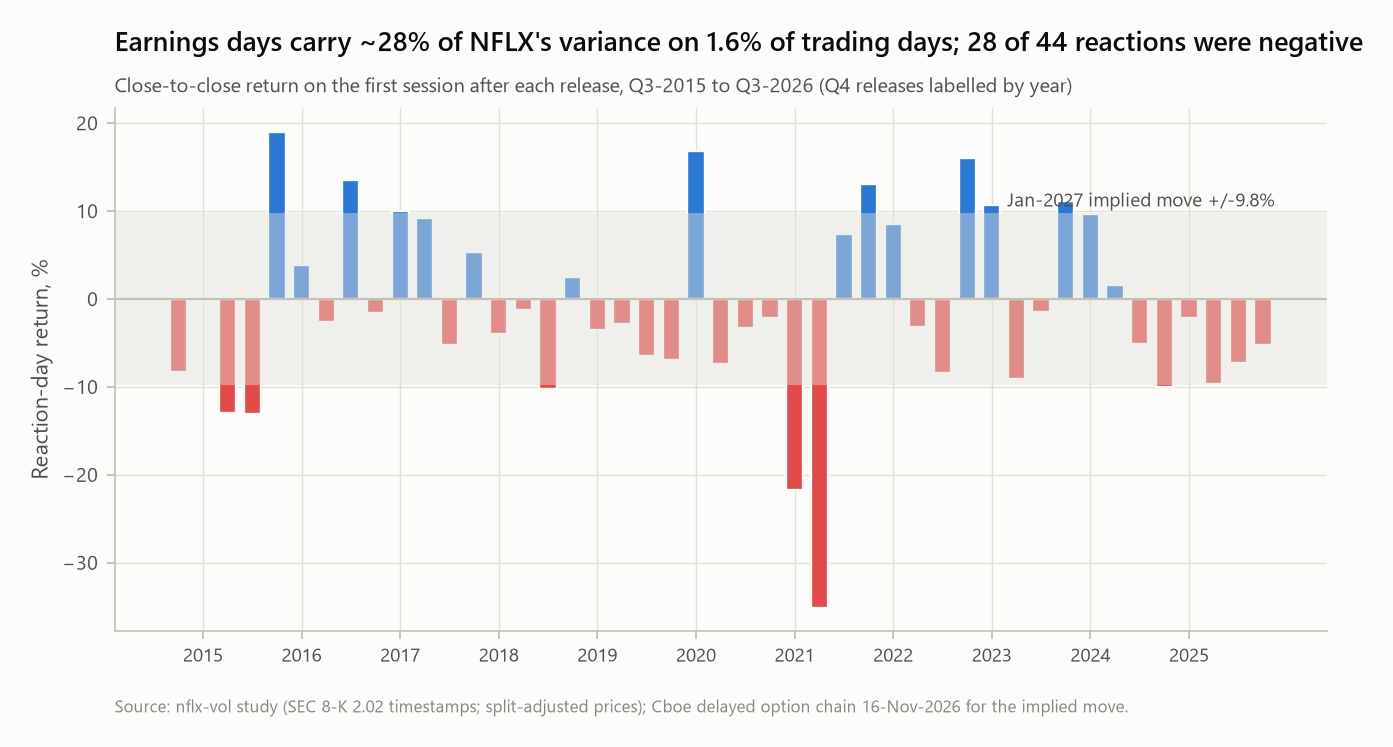 Earnings days carry ~28% of NFLX's variance on 1.6% of trading days; 28 of 44 reactions were negative
Close-to-close return on the first session after each release, Q3-2015 to Q3-2026 (Q4 releases labelled by year)
Reaction-day return, %
20
10
0
−10
−20
−30
Jan-2027 implied move +/-9.8%
2015 2016 2017 2018 2019 2020 2021 2022 2023 2024 2025
Source: nflx-vol study (SEC 8-K 2.02 timestamps; split-adjusted prices); Cboe delayed option chain 16-Nov-2026 for the implied move.